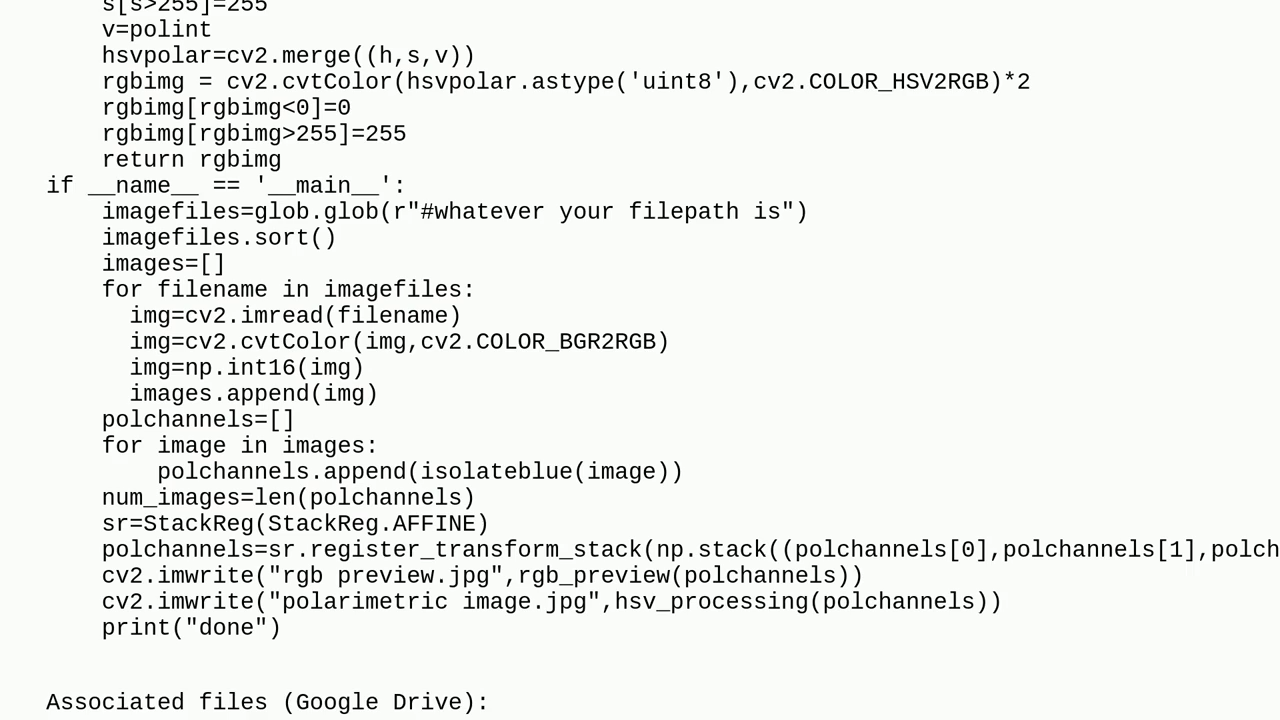 s[s>255]=255
v=polint
hsvpolar=cv2.merge((h,s,v))
rgbimg = cv2.cvtColor(hsvpolar.astype('uint8'),cv2.COLOR_HSV2RGB)*2
rgbimg[rgbimg<0]=0
rgbimg[rgbimg>255]=255
return rgbimg
if __name__ == '__main__':
imagefiles=glob.glob(r"#whatever your filepath is")
imagefiles.sort()
images=[]
for filename in imagefiles:
img=cv2.imread(filename)
img=cv2.cvtColor(img,cv2.COLOR_BGR2RGB)
img=np.int16(img)
images.append(img)
polchannels=[]
for image in images:
polchannels.append(isolateblue(image))
num_images=len(polchannels)
sr=StackReg(StackReg.AFFINE)
polchannels=sr.register_transform_stack(np.stack((polchannels[0],polchannels[1],polch
cv2.imwrite("rgb preview.jpg",rgb_preview(polchannels))
cv2.imwrite("polarimetric image.jpg",hsv_processing(polchannels))
print("done")
Associated files (Google Drive):